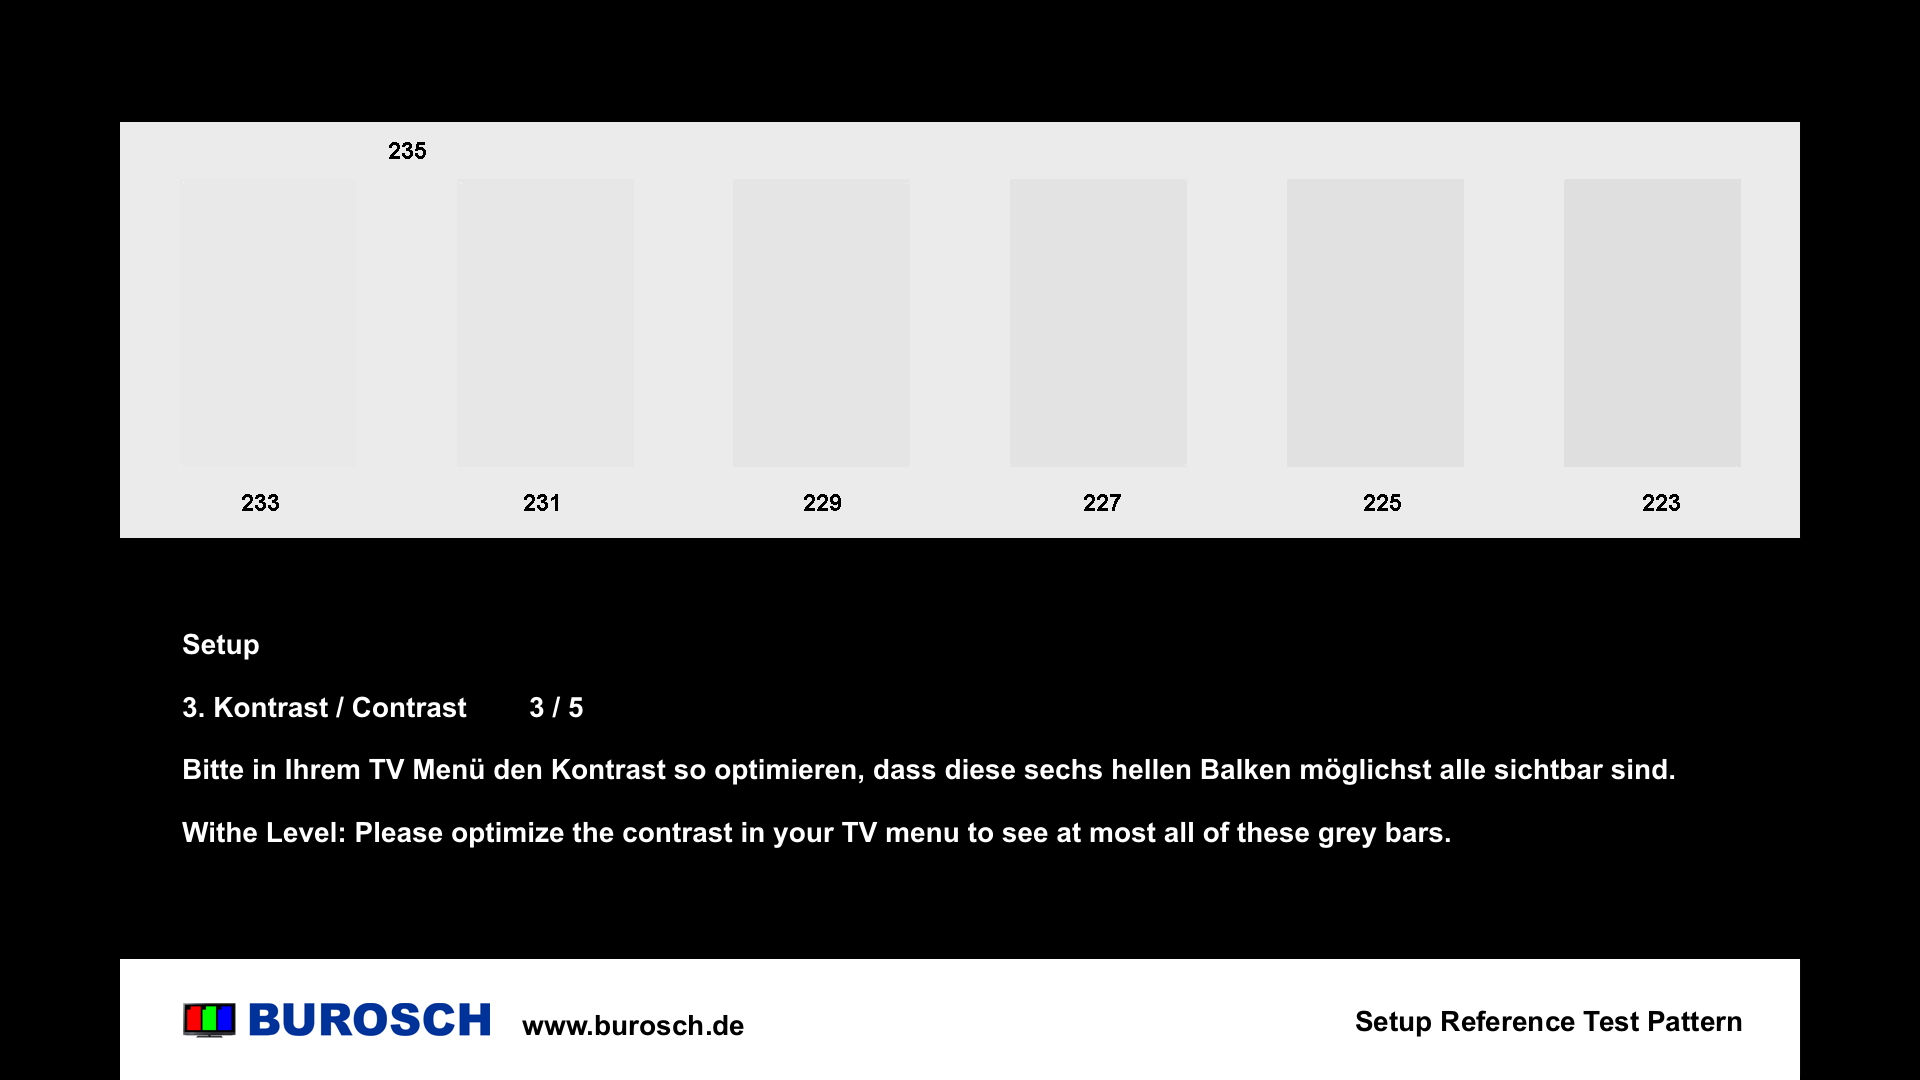 235
233 231 229 227 225 223
Setup
3. Kontrast / Contrast 3 / 5
Bitte in Ihrem TV Menü den Kontrast so optimieren, dass diese sechs hellen Balken möglichst alle sichtbar sind.
Withe Level: Please optimize the contrast in your TV menu to see at most all of these grey bars.
BUROSCH www.burosch.de Setup Reference Test Pattern